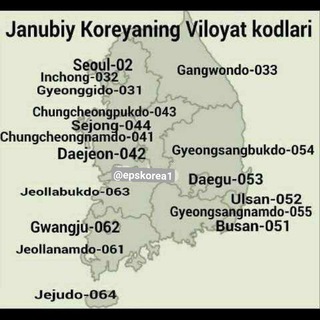 Janubiy Koreyaning Viloyat kodlari
Seoul-02
Inchong-032
Gyeonggido-031
Gangwondo-033
Chungcheongpukdo-043
Sejong-044
Chungcheongnamdo-041
Daejeon-042
Gyeongsangbukdo-054
@epskorea1
Daegu-053
Jeollabukdo-063
Ulsan-052
Gyeongsangnamdo-055
Gwangju-062
Busan-051
Jeollanamdo-061
Jejudo-064